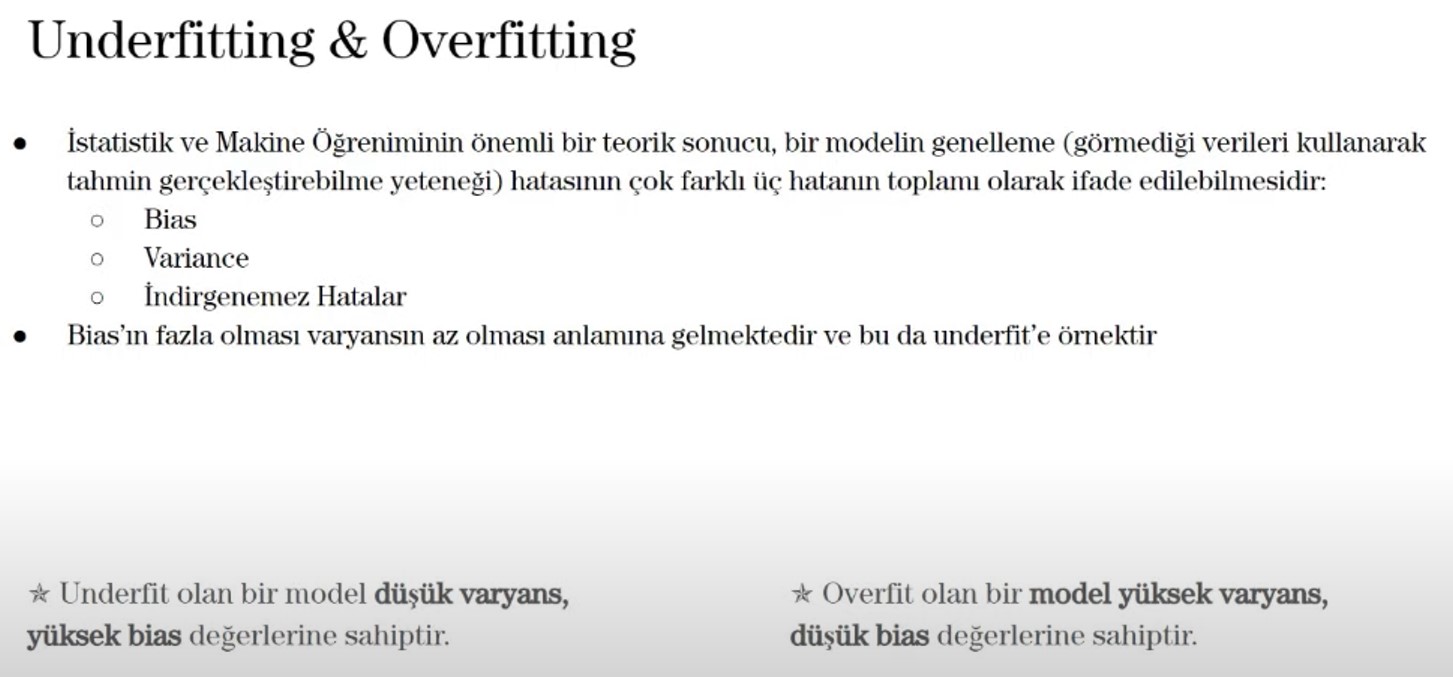 Underfitting & Overfitting
● İstatistik ve Makine Öğreniminin önemli bir teorik sonucu, bir modelin genelleme (görmediği verileri kullanarak
tahmin gerçekleştirebilme yeteneği) hatasının çok farklı üç hatanın toplamı olarak ifade edilebilmesidir:
○ Bias
○ Variance
○ İndirgenemez Hatalar
● Bias’ın fazla olması varyansın az olması anlamına gelmektedir ve bu da underfit’e örnektir
✯ Underfit olan bir model düşük varyans,
yüksek bias değerlerine sahiptir.
✯ Overfit olan bir model yüksek varyans,
düşük bias değerlerine sahiptir.